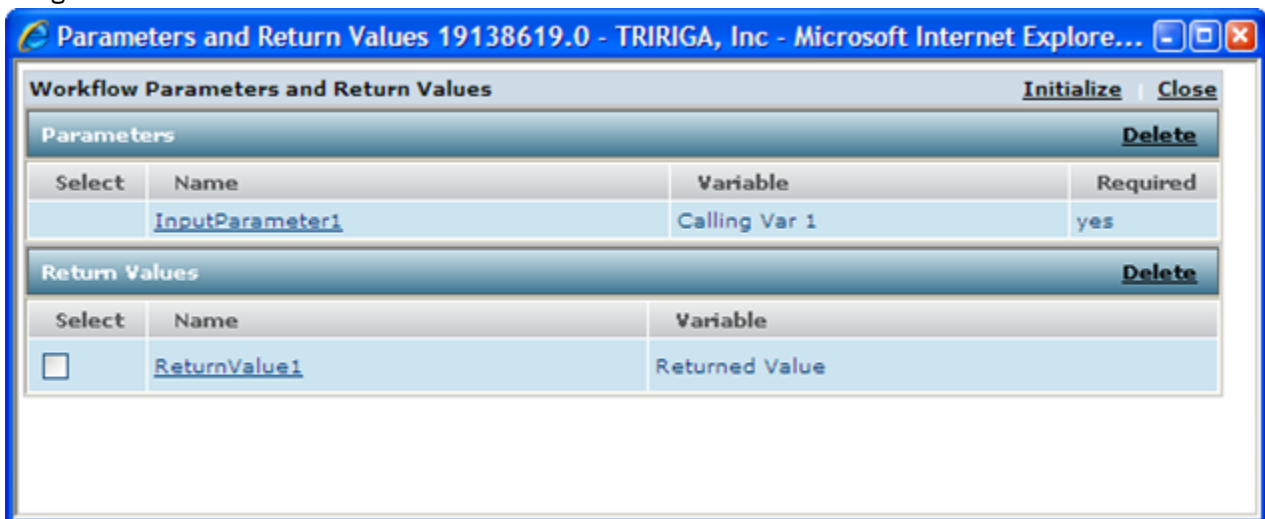 Parameters and Return Values 19138619.0 - TRIRIGA, Inc - Microsoft Internet Explore...
Workflow Parameters and Return Values Initialize Close
Parameters Delete
Select Name Variable Required
InputParameter1 Calling Var 1 yes
Return Values Delete
Select Name Variable
ReturnValue1 Returned Value